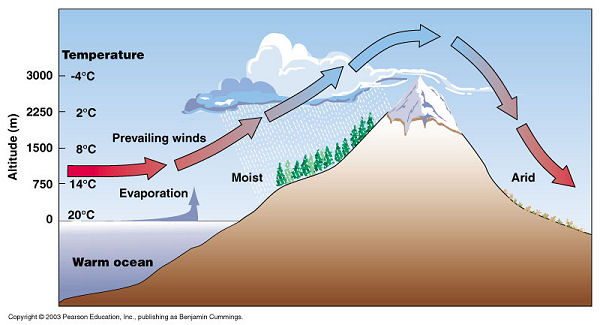 Temperature
Altitude (m)
3000
-4°C
2250
2°C
1500
8°C
750
14°C
0
20°C
Prevailing winds
Evaporation
Moist
Arid
Warm ocean
Copyright © 2003 Pearson Education, Inc., publishing as Benjamin Cummings.